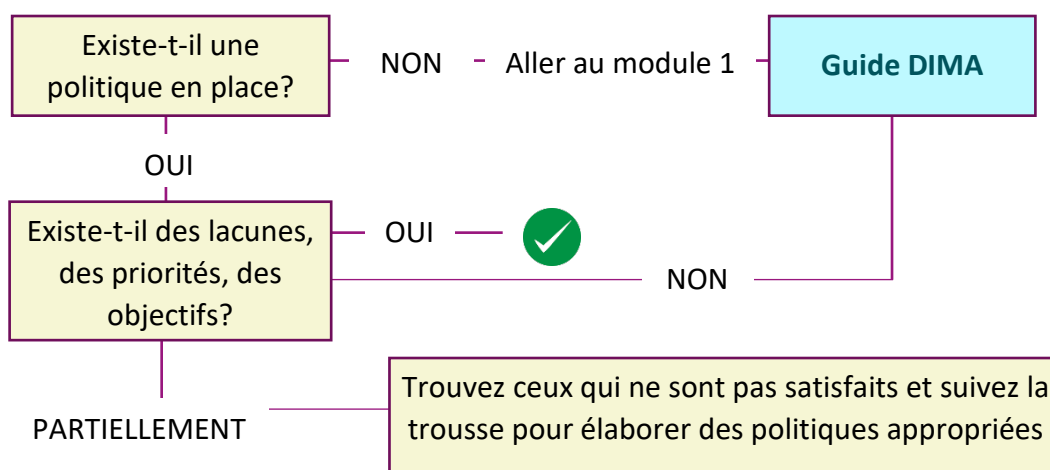 Existe-t-il une
politique en place?
NON
Aller au module 1
Guide DIMA
OUI
Existe-t-il des lacunes,
des priorités, des
objectifs?
OUI
NON
PARTIELLEMENT
Trouvez ceux qui ne sont pas satisfaits et suivez la
trousse pour élaborer des politiques appropriées